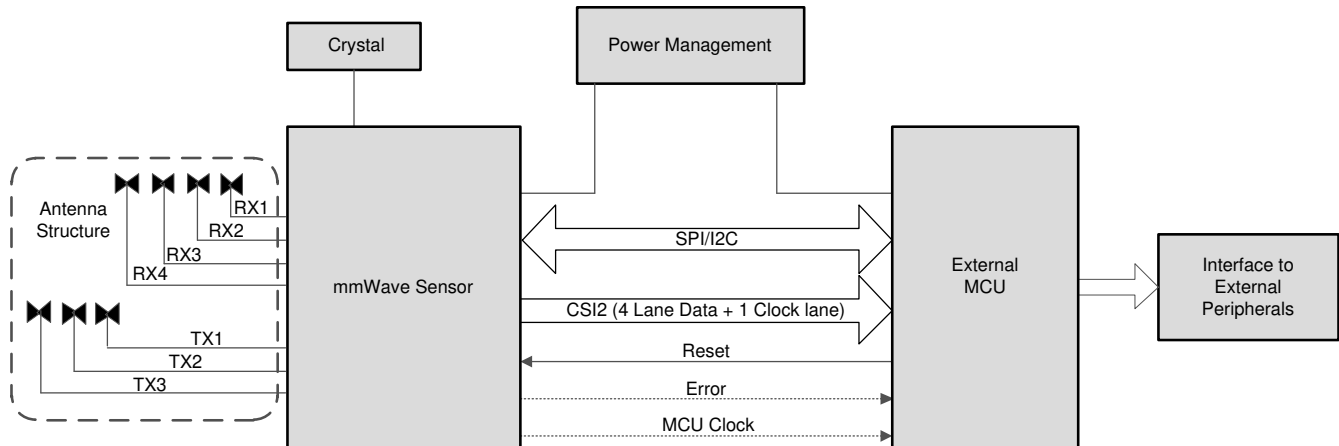 Crystal
Power Management
Antenna
Structure
RX1
RX2
RX3
RX4
TX1
TX2
TX3
mmWave Sensor
SPI/I2C
CSI2 (4 Lane Data + 1 Clock lane)
Reset
Error
MCU Clock
External
MCU
Interface to
External
Peripherals